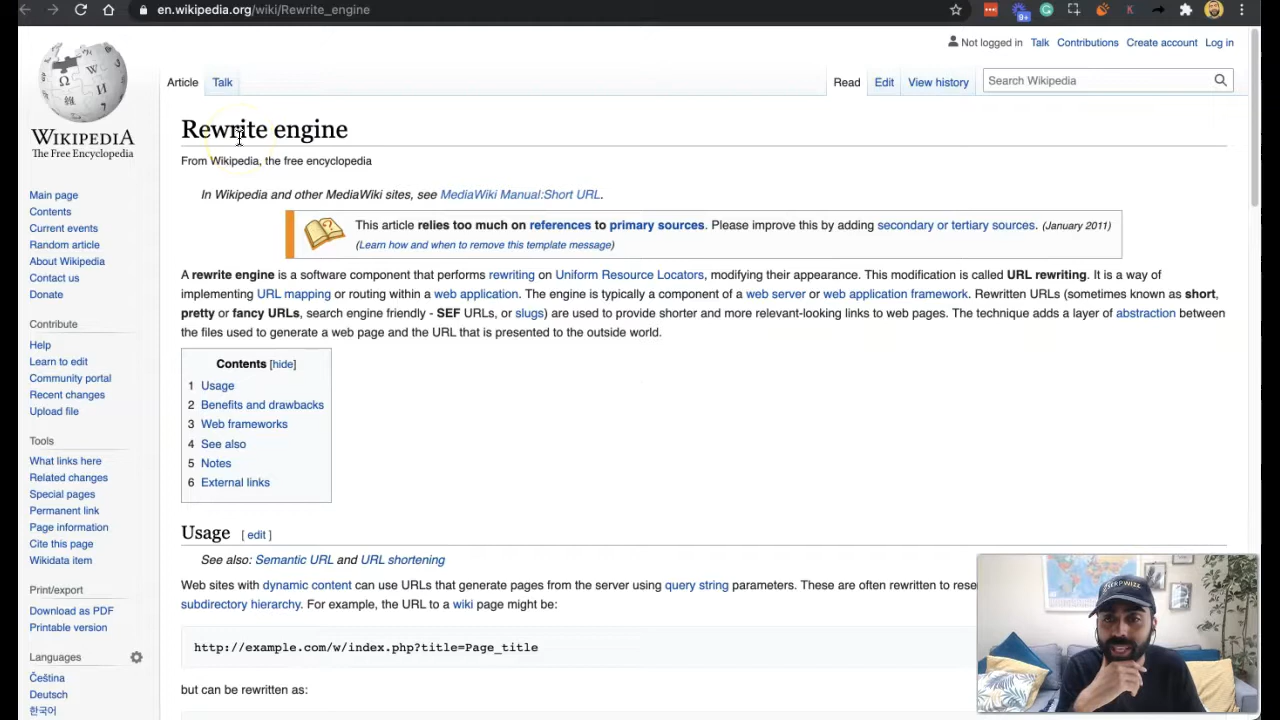 en.wikipedia.org/wiki/Rewrite_engine
9+
K
Not logged in Talk Contributions Create account Log in
WIKIPEDIA
The Free Encyclopedia
Article Talk
Read Edit View history
Search Wikipedia
Rewrite engine
From Wikipedia, the free encyclopedia
In Wikipedia and other MediaWiki sites, see MediaWiki Manual:Short URL.
This article relies too much on references to primary sources. Please improve this by adding secondary or tertiary sources. (January 2011)
(Learn how and when to remove this template message)
A rewrite engine is a software component that performs rewriting on Uniform Resource Locators, modifying their appearance. This modification is called URL rewriting. It is a way of
implementing URL mapping or routing within a web application. The engine is typically a component of a web server or web application framework. Rewritten URLs (sometimes known as short,
pretty or fancy URLs, search engine friendly - SEF URLs, or slugs) are used to provide shorter and more relevant-looking links to web pages. The technique adds a layer of abstraction between
the files used to generate a web page and the URL that is presented to the outside world.
Contents [hide]
1 Usage
2 Benefits and drawbacks
3 Web frameworks
4 See also
5 Notes
6 External links
Usage [ edit ]
See also: Semantic URL and URL shortening
Web sites with dynamic content can use URLs that generate pages from the server using query string parameters. These are often rewritten to rese
subdirectory hierarchy. For example, the URL to a wiki page might be:
http://example.com/w/index.php?title=Page_title
but can be rewritten as:
Main page
Contents
Current events
Random article
About Wikipedia
Contact us
Donate
Contribute
Help
Learn to edit
Community portal
Recent changes
Upload file
Tools
What links here
Related changes
Special pages
Permanent link
Page information
Cite this page
Wikidata item
Print/export
Download as PDF
Printable version
Languages
Čeština
Deutsch
한국어